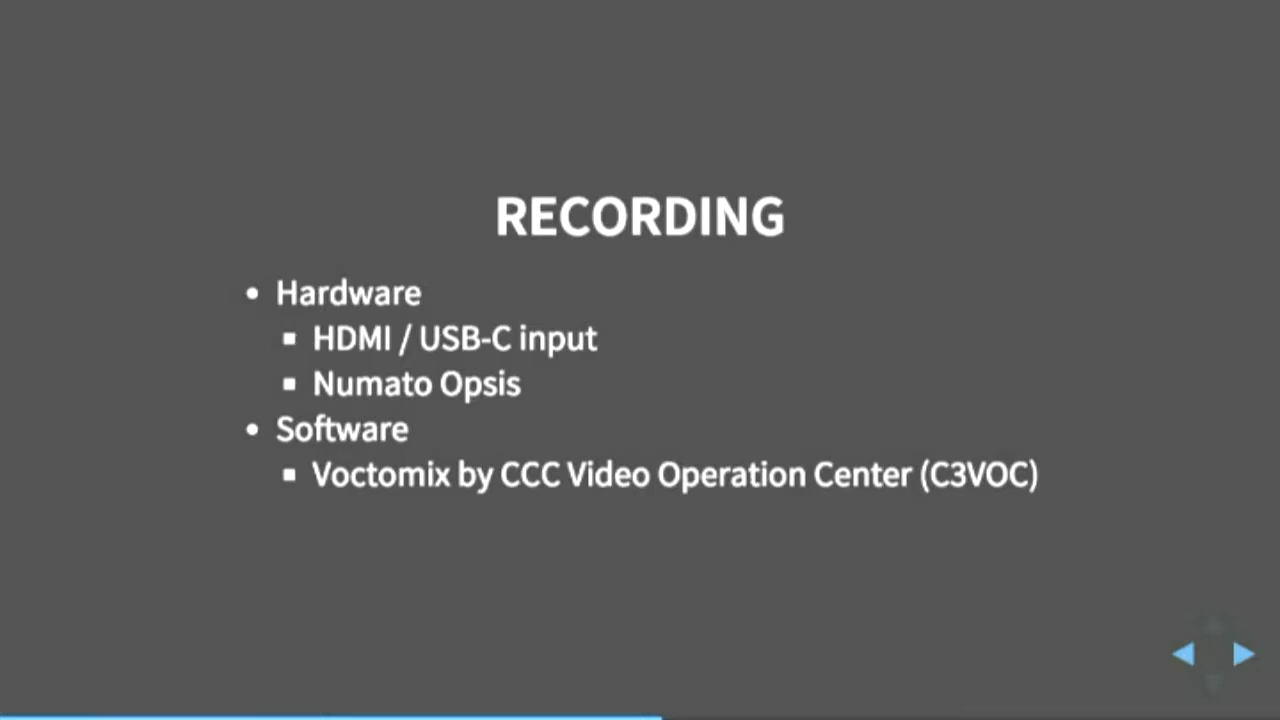 RECORDING
Hardware
HDMI / USB-C input
Numato Opsis
Software
Voctomix by CCC Video Operation Center (C3VOC)